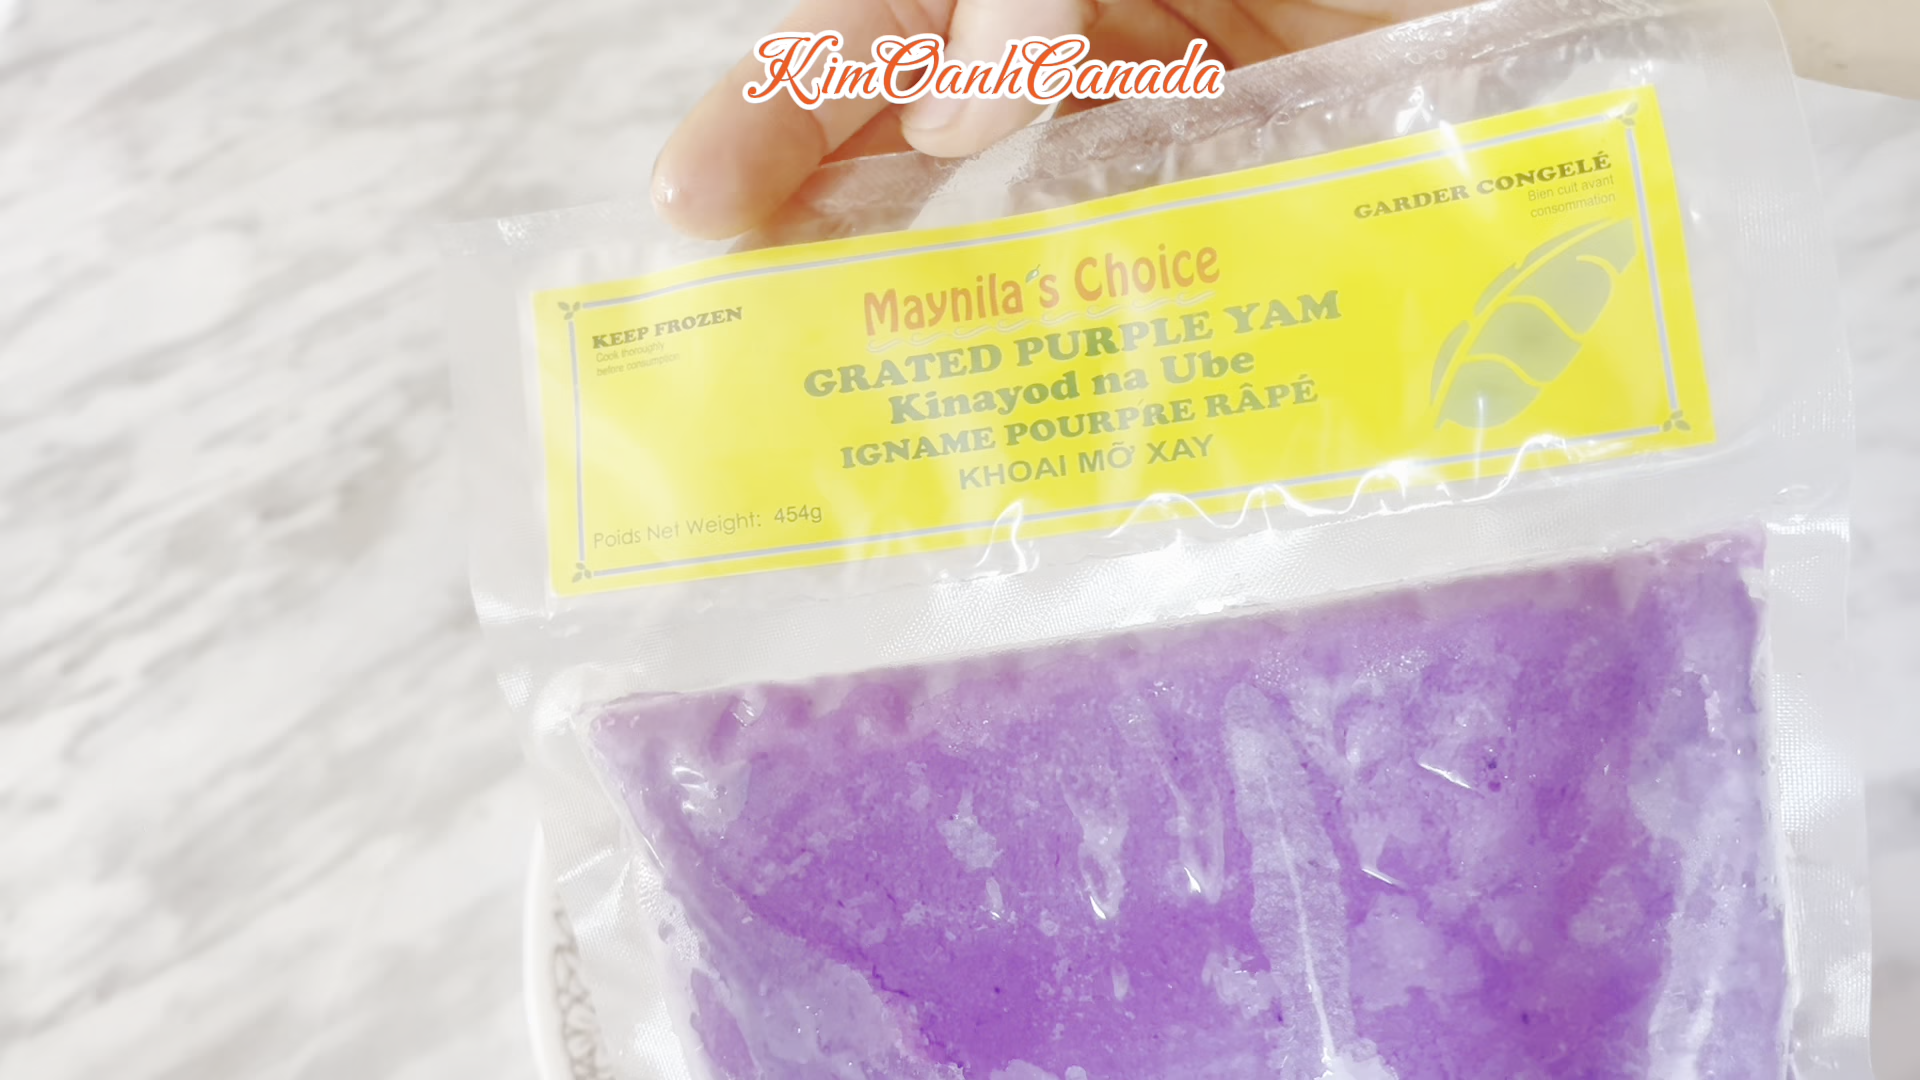 KimOanhCanada
GARDER CONGELÉ
Bien cuit avant
consommation
KEEP FROZEN
Cook thoroughly
before consumption
Maynila's Choice
GRATED PURPLE YAM
Kinayod na Ube
IGNAME POURPRE RÂPÉ
KHOAI MỠ XAY
Poids Net Weight: 454g